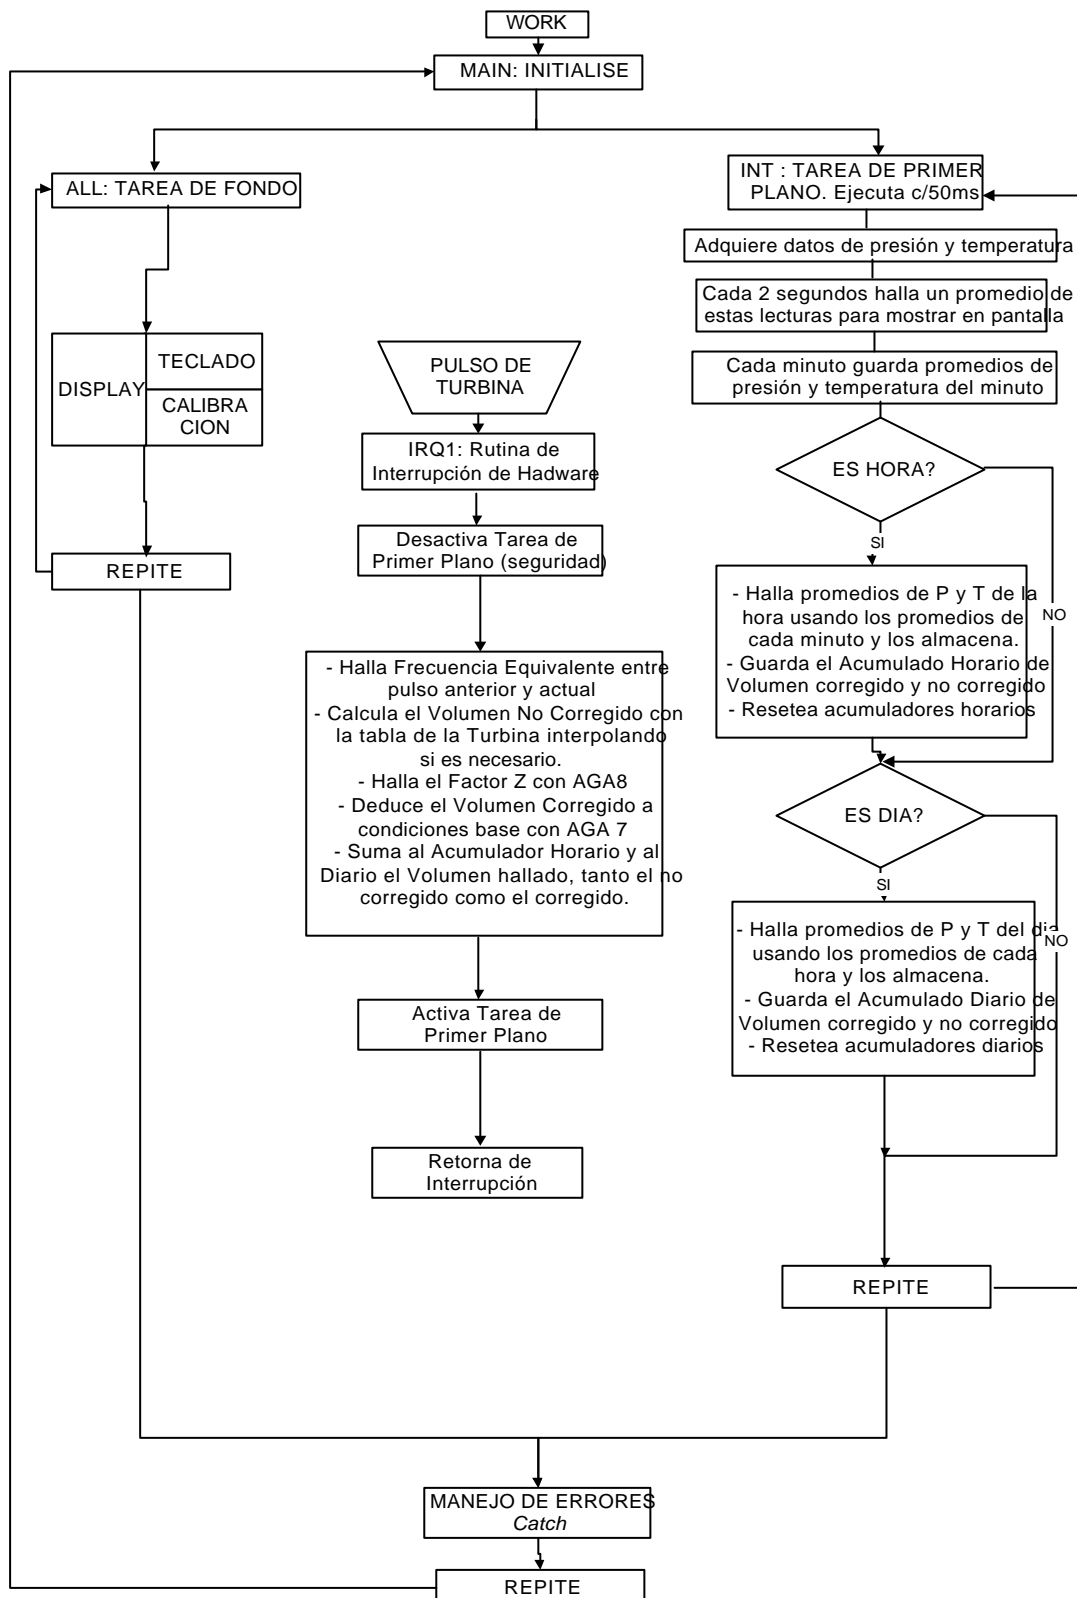 WORK
MAIN: INITIALISE
ALL: TAREA DE FONDO
DISPLAY
TECLADO
CALIBRA
CION
REPITE
PULSO DE
TURBINA
IRQ1: Rutina de
Interrupción de Hadware
Desactiva Tarea de
Primer Plano (seguridad)
- Halla Frecuencia Equivalente entre
pulso anterior y actual
- Calcula el Volumen No Corregido con
la tabla de la Turbina interpolando
si es necesario.
- Halla el Factor Z con AGA8
- Deduce el Volumen Corregido a
condiciones base con AGA 7
- Suma al Acumulador Horario y al
Diario el Volumen hallado, tanto el no
corregido como el corregido.
Activa Tarea de
Primer Plano
Retorna de
Interrupción
INT : TAREA DE PRIMER
PLANO. Ejecuta c/50ms
Adquiere datos de presión y temperatura
Cada 2 segundos halla un promedio de
estas lecturas para mostrar en pantalla
Cada minuto guarda promedios de
presión y temperatura del minuto
ES HORA?
SI
NO
- Halla promedios de P y T de la
hora usando los promedios de
cada minuto y los almacena.
- Guarda el Acumulado Horario de
Volumen corregido y no corregido
- Resetea acumuladores horarios
ES DIA?
SI
NO
- Halla promedios de P y T del dia
usando los promedios de cada
hora y los almacena.
- Guarda el Acumulado Diario de
Volumen corregido y no corregido
- Resetea acumuladores diarios
REPITE
MANEJO DE ERRORES
Catch
REPITE